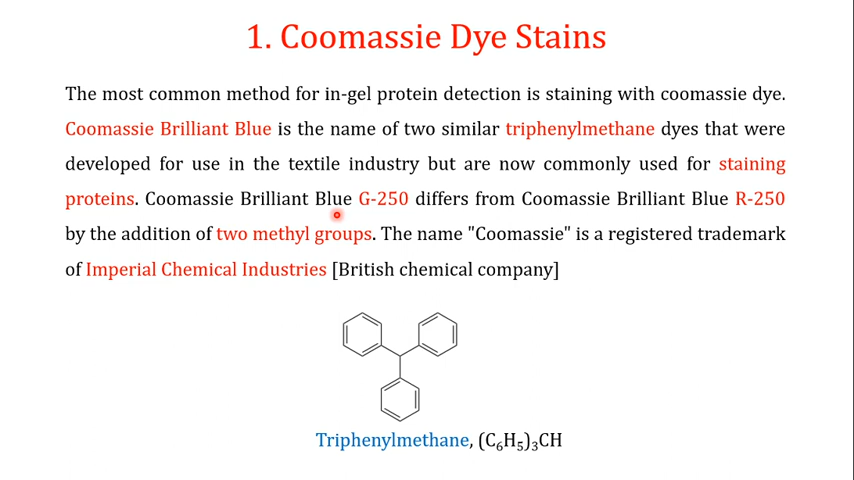 1. Coomassie Dye Stains
The most common method for in-gel protein detection is staining with coomassie dye.
Coomassie Brilliant Blue is the name of two similar triphenylmethane dyes that were
developed for use in the textile industry but are now commonly used for staining
proteins. Coomassie Brilliant Blue G-250 differs from Coomassie Brilliant Blue R-250
by the addition of two methyl groups. The name "Coomassie" is a registered trademark
of Imperial Chemical Industries [British chemical company]
Triphenylmethane, (C₆H₅)₃CH